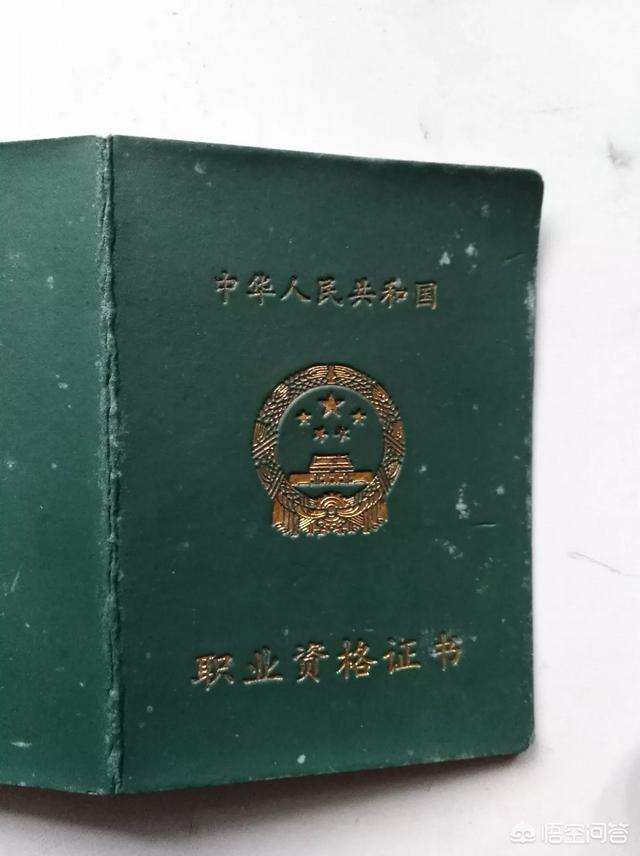 中华人民共和国
职业资格证书
悟空问答